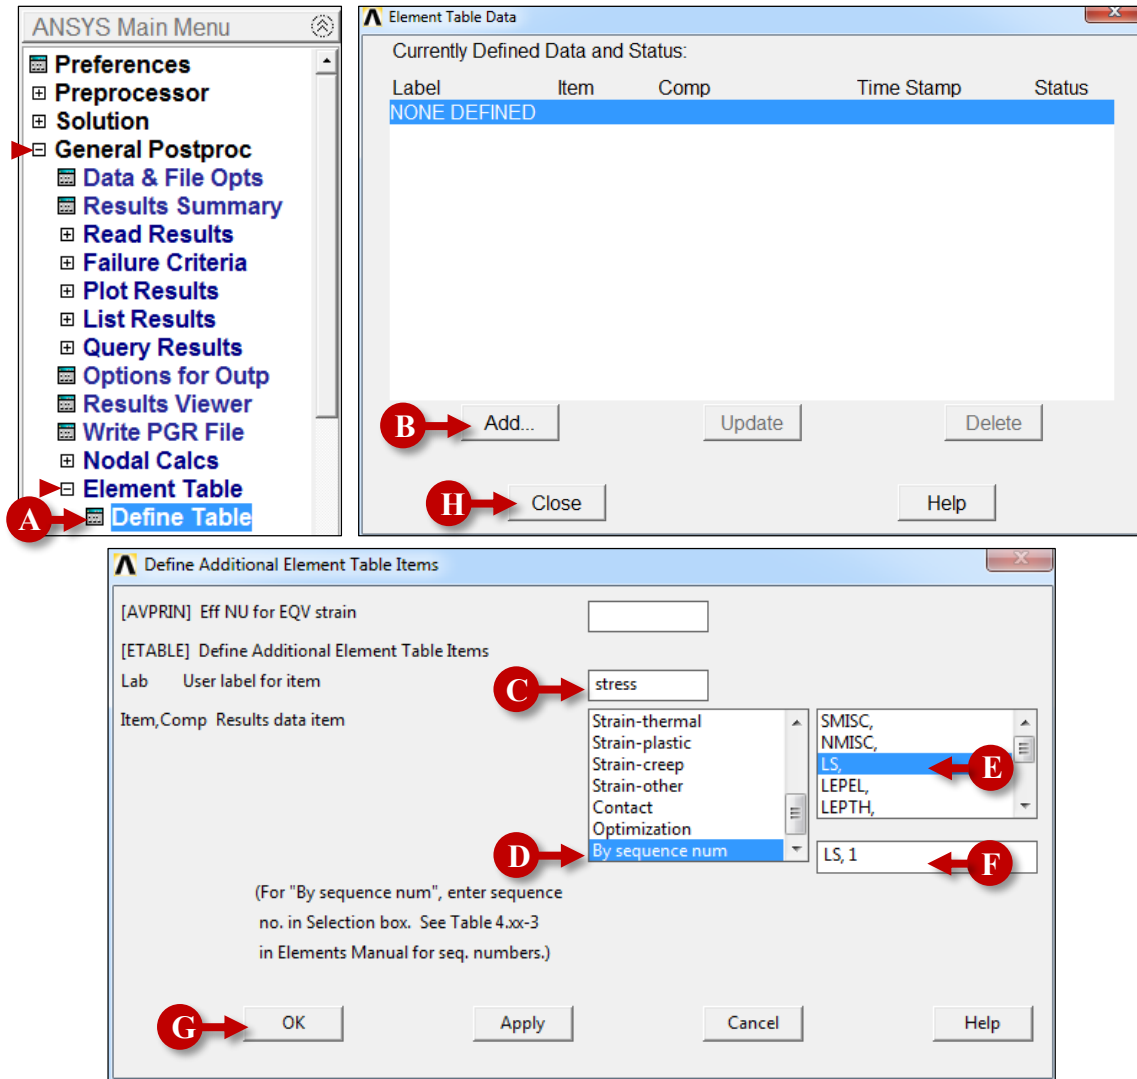 ANSYS Main Menu
Preferences
Preprocessor
Solution
General Postproc
Data & File Opts
Results Summary
Read Results
Failure Criteria
Plot Results
List Results
Query Results
Options for Outp
Results Viewer
Write PGR File
Nodal Calcs
Element Table
A Define Table
Element Table Data
Currently Defined Data and Status:
Label Item Comp Time Stamp Status
NONE DEFINED
B Add... Update Delete
H Close Help
Define Additional Element Table Items
[AVPRIN] Eff NU for EQV strain
[ETABLE] Define Additional Element Table Items
Lab User label for item C stress
Item,Comp Results data item
Strain-thermal
Strain-plastic
Strain-creep
Strain-other
Contact
Optimization
D By sequence num
SMISC,
NMISC,
LS, E
LEPEL,
LEPTH,
LS, 1 F
(For "By sequence num", enter sequence
no. in Selection box. See Table 4.xx-3
in Elements Manual for seq. numbers.)
G OK Apply Cancel Help